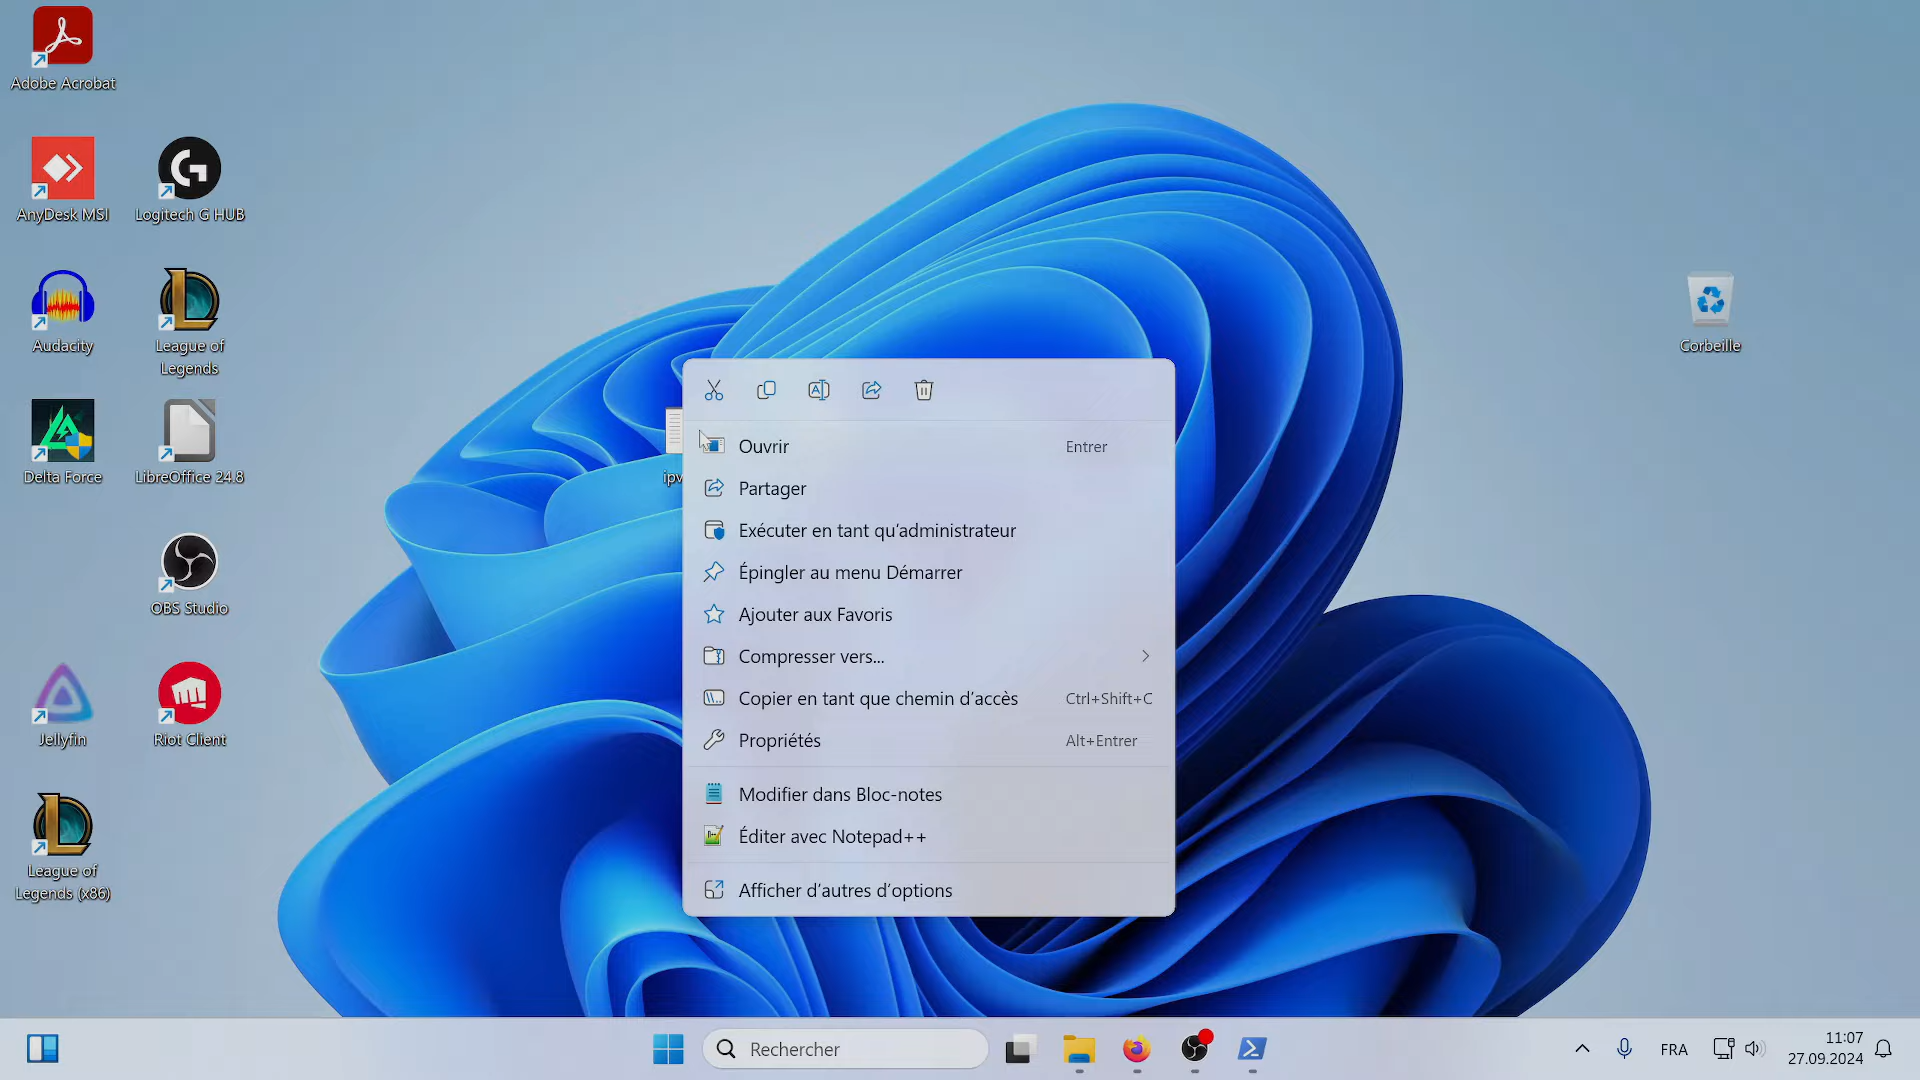 Adobe Acrobat
AnyDesk MSI
Logitech G HUB
Audacity
League of
Legends
Delta Force
LibreOffice 24.8
OBS Studio
Jellyfin
Riot Client
League of
Legends (x86)
Corbeille
Ouvrir Entrer
Partager
Exécuter en tant qu'administrateur
Épingler au menu Démarrer
Ajouter aux Favoris
Compresser vers...
Copier en tant que chemin d'accès Ctrl+Shift+C
Propriétés Alt+Entrer
Modifier dans Bloc-notes
Éditer avec Notepad++
Afficher d'autres d'options
Rechercher
FRA
11:07
27.09.2024